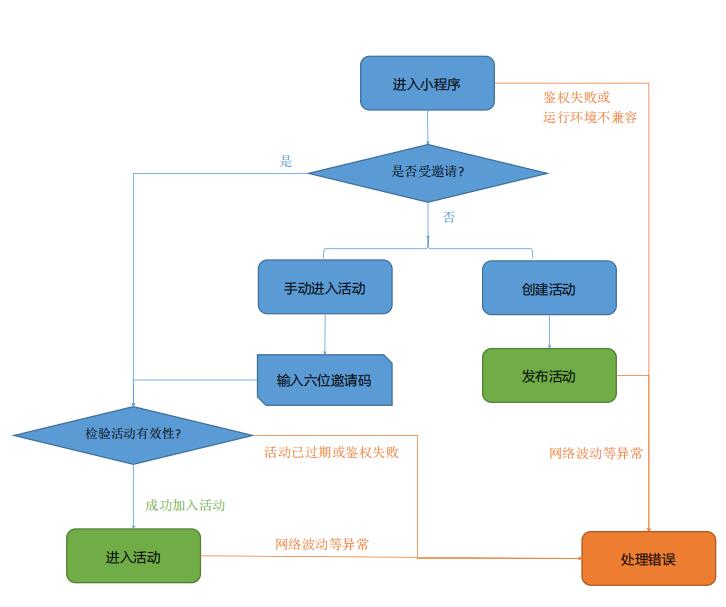 进入小程序
鉴权失败或
运行环境不兼容
是
是否受邀请?
否
手动进入活动
创建活动
输入六位邀请码
发布活动
检验活动有效性?
活动已过期或鉴权失败
网络波动等异常
成功加入活动
网络波动等异常
进入活动
处理错误